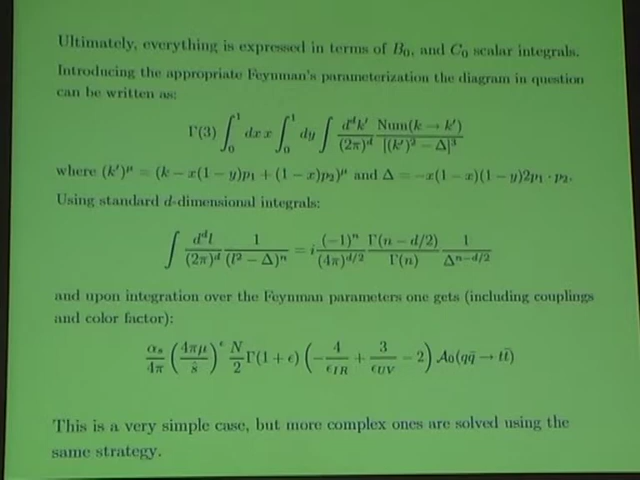 Ultimately, everything is expressed in terms of B₀, and C₀ scalar integrals.
Introducing the appropriate Feynman's parameterization the diagram in question
can be written as:
Γ(3) ∫₀¹ dx x ∫₀¹ dy ∫ dᵈk′/(2π)ᵈ Num(k → k′)/[(k′)² − Δ]³
where (k′)^μ = (k − x(1 − y)p₁ + (1 − x)p₂)^μ and Δ = −x(1 − x)(1 − y)2p₁ · p₂.
Using standard d-dimensional integrals:
∫ dᵈl/(2π)ᵈ 1/(l² − Δ)ⁿ = i (−1)ⁿ/(4π)^{d/2} Γ(n − d/2)/Γ(n) 1/Δ^{n−d/2}
and upon integration over the Feynman parameters one gets (including couplings
and color factor):
α_s/4π (4πμ/ŝ)^ϵ N/2 Γ(1 + ϵ) (−4/ϵ_IR + 3/ϵ_UV − 2) A₀(qq̄ → tt̄)
This is a very simple case, but more complex ones are solved using the
same strategy.